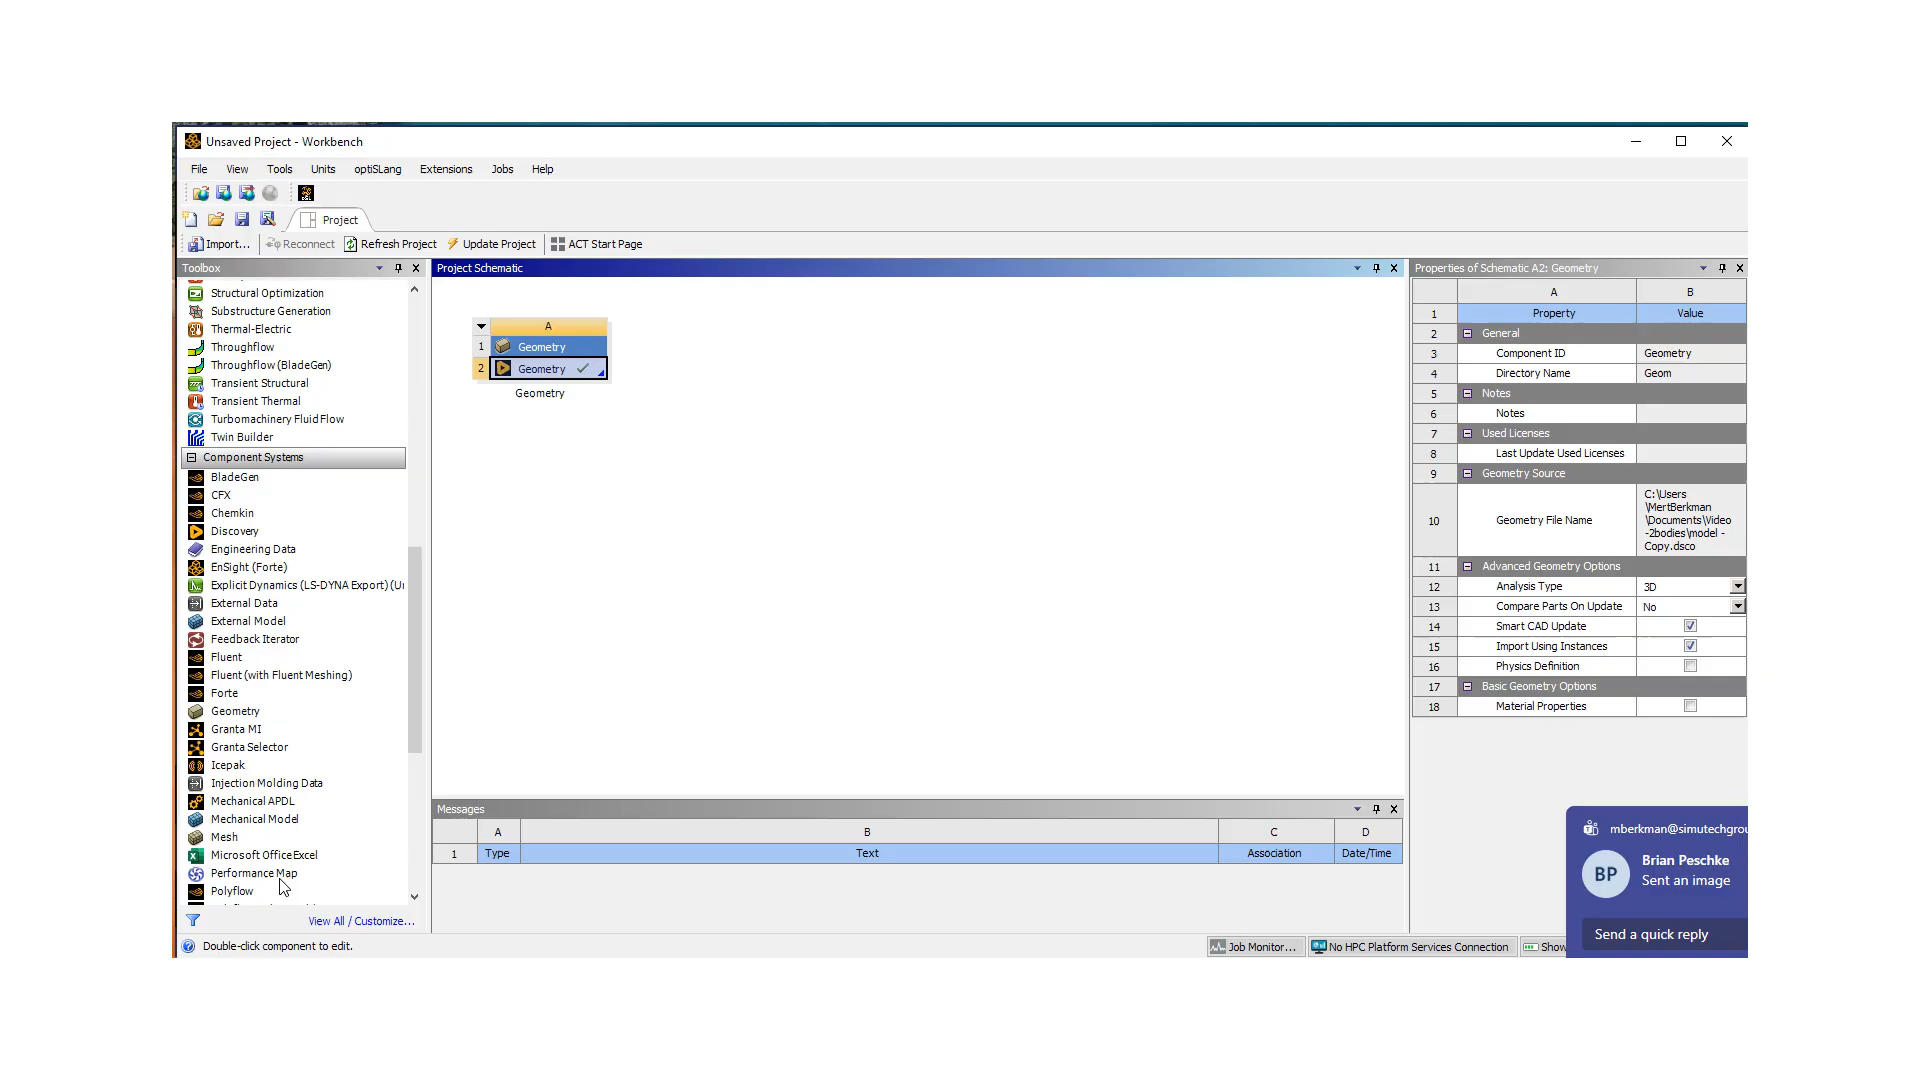 Unsaved Project - Workbench
File View Tools Units optiSLang Extensions Jobs Help
Project
Import... Reconnect Refresh Project Update Project ACT Start Page
Toolbox
Structural Optimization
Substructure Generation
Thermal-Electric
Throughflow
Throughflow (BladeGen)
Transient Structural
Transient Thermal
Turbomachinery Fluid Flow
Twin Builder
Component Systems
BladeGen
CFX
Chemkin
Discovery
Engineering Data
EnSight (Forte)
Explicit Dynamics (LS-DYNA Export) (Ur
External Data
External Model
Feedback Iterator
Fluent
Fluent (with Fluent Meshing)
Forte
Geometry
Granta MI
Granta Selector
Icepak
Injection Molding Data
Mechanical APDL
Mechanical Model
Mesh
Microsoft Office Excel
Performance Map
Polyflow
View All / Customize...
Project Schematic
A
1 Geometry
2 Geometry
Geometry
Messages
A B C D
1 Type Text Association Date/Time
Properties of Schematic A2: Geometry
A B
1 Property Value
2 General
3 Component ID Geometry
4 Directory Name Geom
5 Notes
6 Notes
7 Used Licenses
8 Last Update Used Licenses
9 Geometry Source
10 Geometry File Name C:\Users
\MertBerkman
\Documents\Video
-2bodies\model -
Copy.dsco
11 Advanced Geometry Options
12 Analysis Type 3D
13 Compare Parts On Update No
14 Smart CAD Update
15 Import Using Instances
16 Physics Definition
17 Basic Geometry Options
18 Material Properties
mberkman@simutechgrou
BP
Brian Peschke
Sent an image
Send a quick reply
Double-click component to edit.
Job Monitor... No HPC Platform Services Connection Show